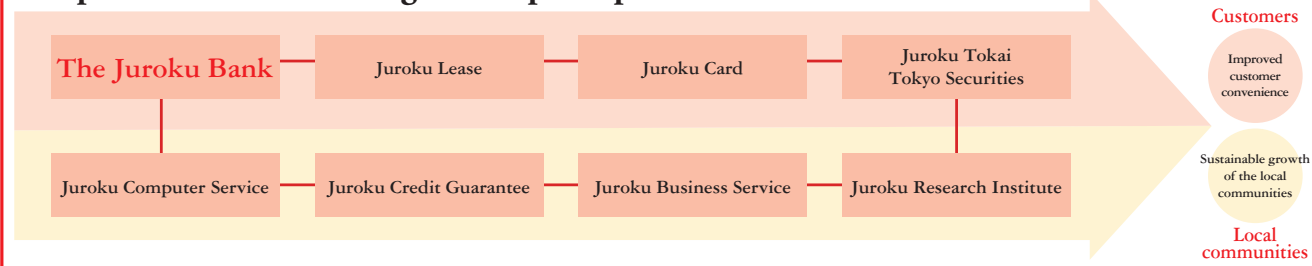 Customers
The Juroku Bank
Juroku Lease
Juroku Card
Juroku Tokai
Tokyo Securities
Improved
customer
convenience
Juroku Computer Service
Juroku Credit Guarantee
Juroku Business Service
Juroku Research Institute
Sustainable growth
of the local
communities
Local
communities